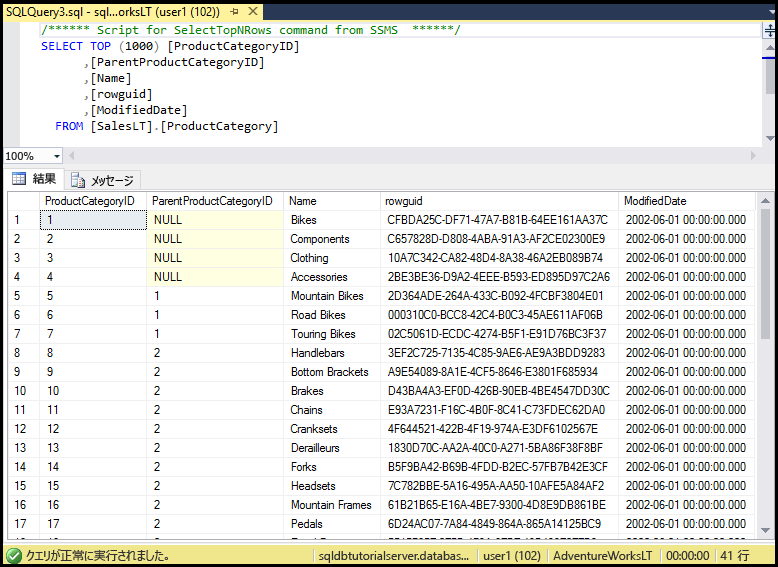 SQLQuery3.sql - sql...orksLT (user1 (102))
/****** Script for SelectTopNRows command from SSMS ******/
SELECT TOP (1000) [ProductCategoryID]
,[ParentProductCategoryID]
,[Name]
,[rowguid]
,[ModifiedDate]
FROM [SalesLT].[ProductCategory]
100%
結果 メッセージ
ProductCategoryID ParentProductCategoryID Name rowguid ModifiedDate
1 1 NULL Bikes CFBDA25C-DF71-47A7-B81B-64EE161AA37C 2002-06-01 00:00:00.000
2 2 NULL Components C657828D-D808-4ABA-91A3-AF2CE02300E9 2002-06-01 00:00:00.000
3 3 NULL Clothing 10A7C342-CA82-48D4-8A38-46A2EB089B74 2002-06-01 00:00:00.000
4 4 NULL Accessories 2BE3BE36-D9A2-4EEE-B593-ED895D97C2A6 2002-06-01 00:00:00.000
5 5 1 Mountain Bikes 2D364ADE-264A-433C-B092-4FCBF3804E01 2002-06-01 00:00:00.000
6 6 1 Road Bikes 000310C0-BCC8-42C4-B0C3-45AE611AF06B 2002-06-01 00:00:00.000
7 7 1 Touring Bikes 02C5061D-ECDC-4274-B5F1-E91D76BC3F37 2002-06-01 00:00:00.000
8 8 2 Handlebars 3EF2C725-7135-4C85-9AE6-AE9A3BDD9283 2002-06-01 00:00:00.000
9 9 2 Bottom Brackets A9E54089-8A1E-4CF5-8646-E3801F685934 2002-06-01 00:00:00.000
10 10 2 Brakes D43BA4A3-EF0D-426B-90EB-4BE4547DD30C 2002-06-01 00:00:00.000
11 11 2 Chains E93A7231-F16C-4B0F-8C41-C73FDEC62DA0 2002-06-01 00:00:00.000
12 12 2 Cranksets 4F644521-422B-4F19-974A-E3DF6102567E 2002-06-01 00:00:00.000
13 13 2 Derailleurs 1830D70C-AA2A-40C0-A271-5BA86F38F8BF 2002-06-01 00:00:00.000
14 14 2 Forks B5F9BA42-B69B-4FDD-B2EC-57FB7B42E3CF 2002-06-01 00:00:00.000
15 15 2 Headsets 7C782BBE-5A16-495A-AA50-10AFE5A84AF2 2002-06-01 00:00:00.000
16 16 2 Mountain Frames 61B21B65-E16A-4BE7-9300-4D8E9DB861BE 2002-06-01 00:00:00.000
17 17 2 Pedals 6D24AC07-7A84-4849-864A-865A14125BC9 2002-06-01 00:00:00.000
クエリが正常に実行されました。 sqldbtutorialserver.databas... user1 (102) AdventureWorksLT 00:00:00 41 行